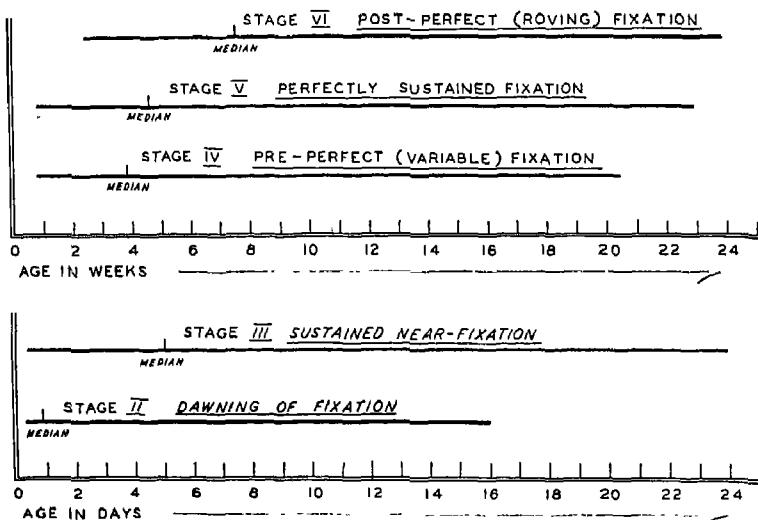 STAGE VI POST-PERFECT (ROVING) FIXATION
MEDIAN
STAGE V PERFECTLY SUSTAINED FIXATION
MEDIAN
STAGE IV PRE-PERFECT (VARIABLE) FIXATION
MEDIAN
0 2 4 6 8 10 12 14 16 18 20 22 24
AGE IN WEEKS
STAGE III SUSTAINED NEAR-FIXATION
MEDIAN
STAGE II DAWNING OF FIXATION
MEDIAN
0 2 4 6 8 10 12 14 16 18 20 22 24
AGE IN DAYS